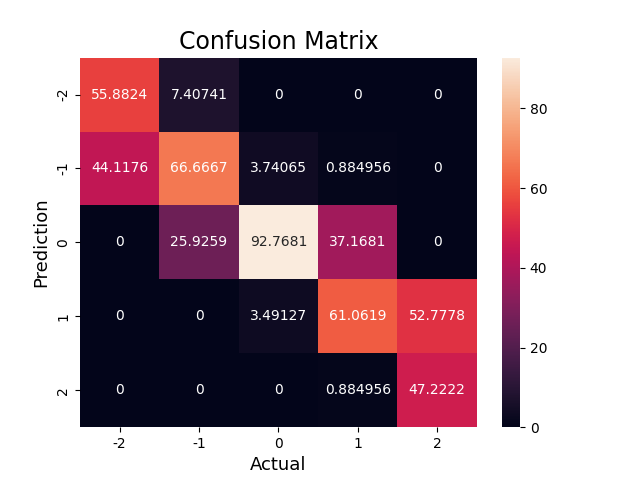 Confusion Matrix
-2 55.8824 7.40741 0 0 0
-1 44.1176 66.6667 3.74065 0.884956 0
0 0 25.9259 92.7681 37.1681 0
1 0 0 3.49127 61.0619 52.7778
2 0 0 0 0.884956 47.2222
-2 -1 0 1 2
Prediction
Actual
80
60
40
20
0